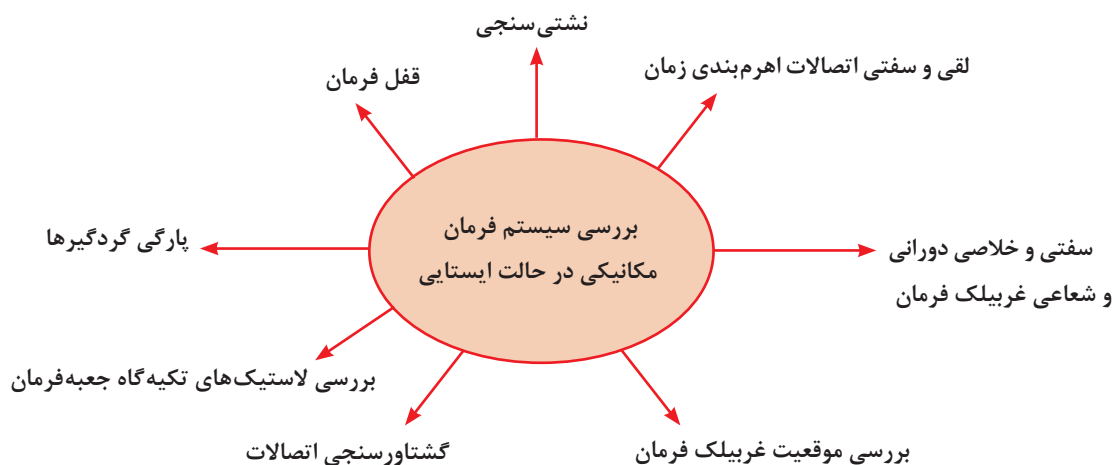 نشتی‌سنجی
لقی و سفتی اتصالات اهرم‌بندی زمان
قفل فرمان
بررسی سیستم فرمان
مکانیکی در حالت ایستایی
سفتی و خلاصی دورانی
و شعاعی غربیلک فرمان
پارگی گردگیرها
بررسی لاستیک‌های تکیه‌گاه جعبه‌فرمان
بررسی موقعیت غربیلک فرمان
گشتاورسنجی اتصالات